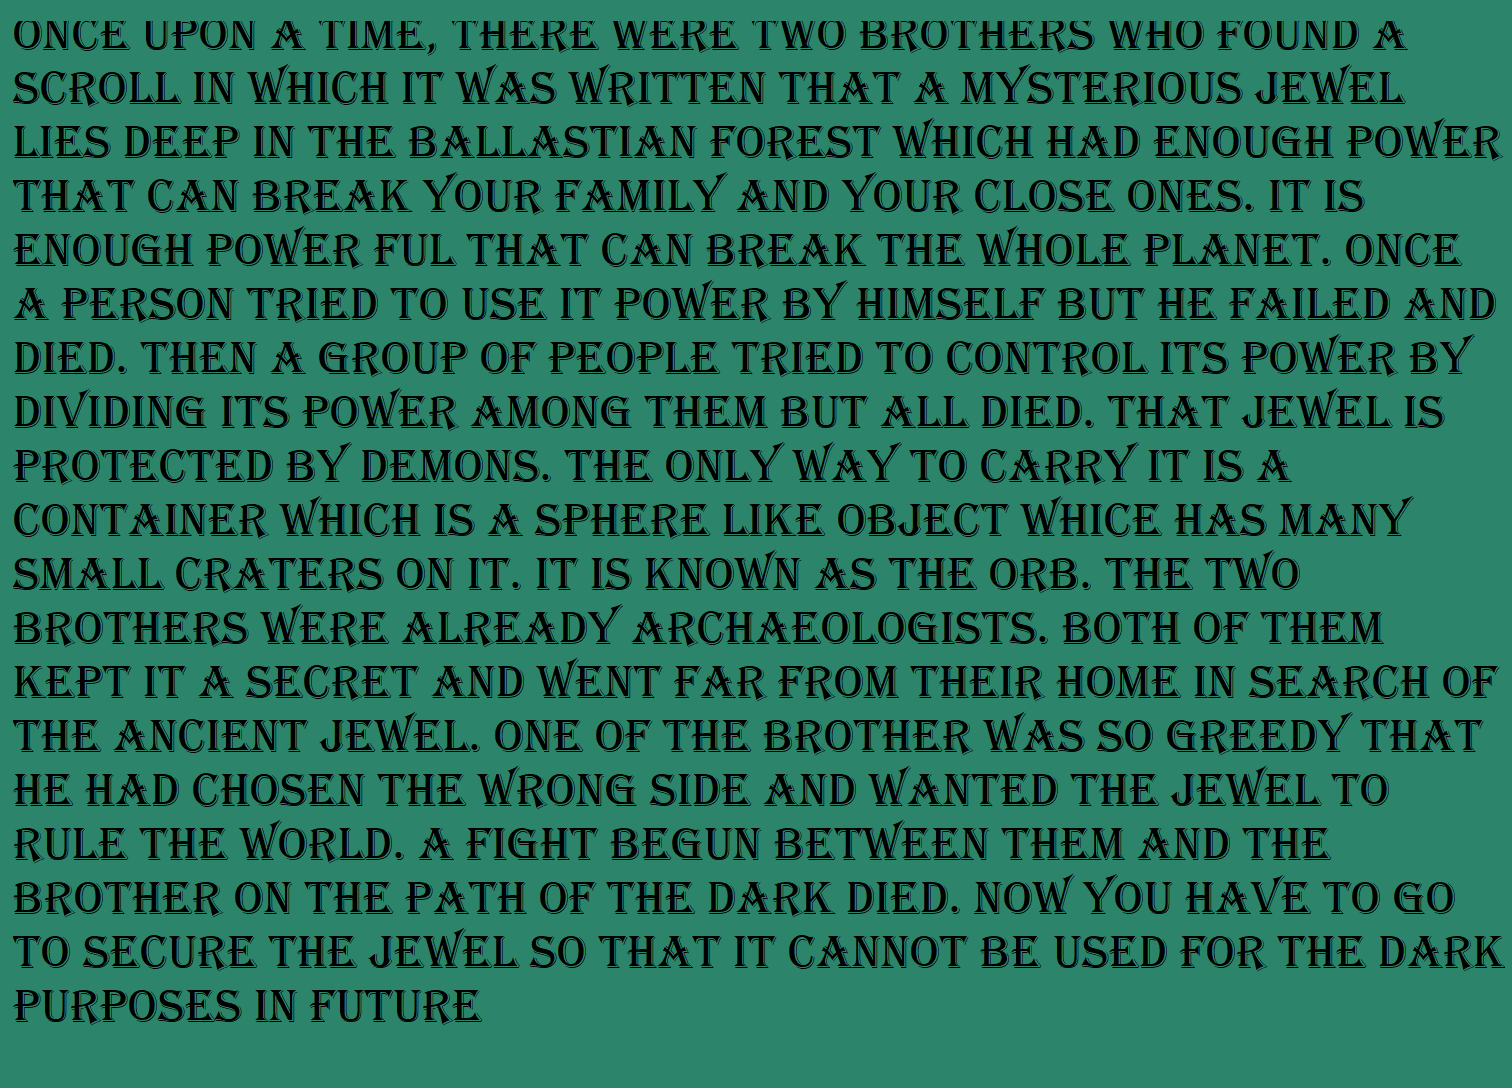 ONCE UPON A TIME, THERE WERE TWO BROTHERS WHO FOUND A
SCROLL IN WHICH IT WAS WRITTEN THAT A MYSTERIOUS JEWEL
LIES DEEP IN THE BALLASTIAN FOREST WHICH HAD ENOUGH POWER
THAT CAN BREAK YOUR FAMILY AND YOUR CLOSE ONES. IT IS
ENOUGH POWER FUL THAT CAN BREAK THE WHOLE PLANET. ONCE
A PERSON TRIED TO USE IT POWER BY HIMSELF BUT HE FAILED AND
DIED. THEN A GROUP OF PEOPLE TRIED TO CONTROL ITS POWER BY
DIVIDING ITS POWER AMONG THEM BUT ALL DIED. THAT JEWEL IS
PROTECTED BY DEMONS. THE ONLY WAY TO CARRY IT IS A
CONTAINER WHICH IS A SPHERE LIKE OBJECT WHICE HAS MANY
SMALL CRATERS ON IT. IT IS KNOWN AS THE ORB. THE TWO
BROTHERS WERE ALREADY ARCHAEOLOGISTS. BOTH OF THEM
KEPT IT A SECRET AND WENT FAR FROM THEIR HOME IN SEARCH OF
THE ANCIENT JEWEL. ONE OF THE BROTHER WAS SO GREEDY THAT
HE HAD CHOSEN THE WRONG SIDE AND WANTED THE JEWEL TO
RULE THE WORLD. A FIGHT BEGUN BETWEEN THEM AND THE
BROTHER ON THE PATH OF THE DARK DIED. NOW YOU HAVE TO GO
TO SECURE THE JEWEL SO THAT IT CANNOT BE USED FOR THE DARK
PURPOSES IN FUTURE